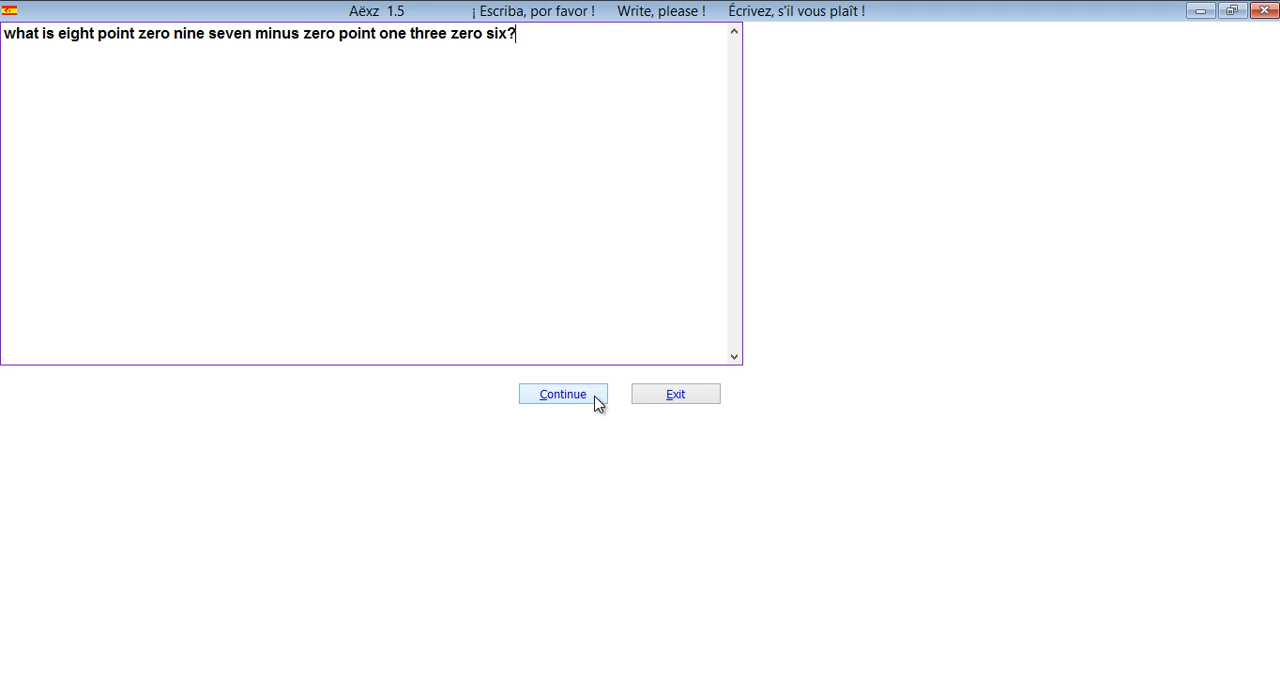 Aëxz 1.5 ¡ Escriba, por favor ! Write, please ! Écrivez, s'il vous plaît !
what is eight point zero nine seven minus zero point one three zero six?
Continue Exit